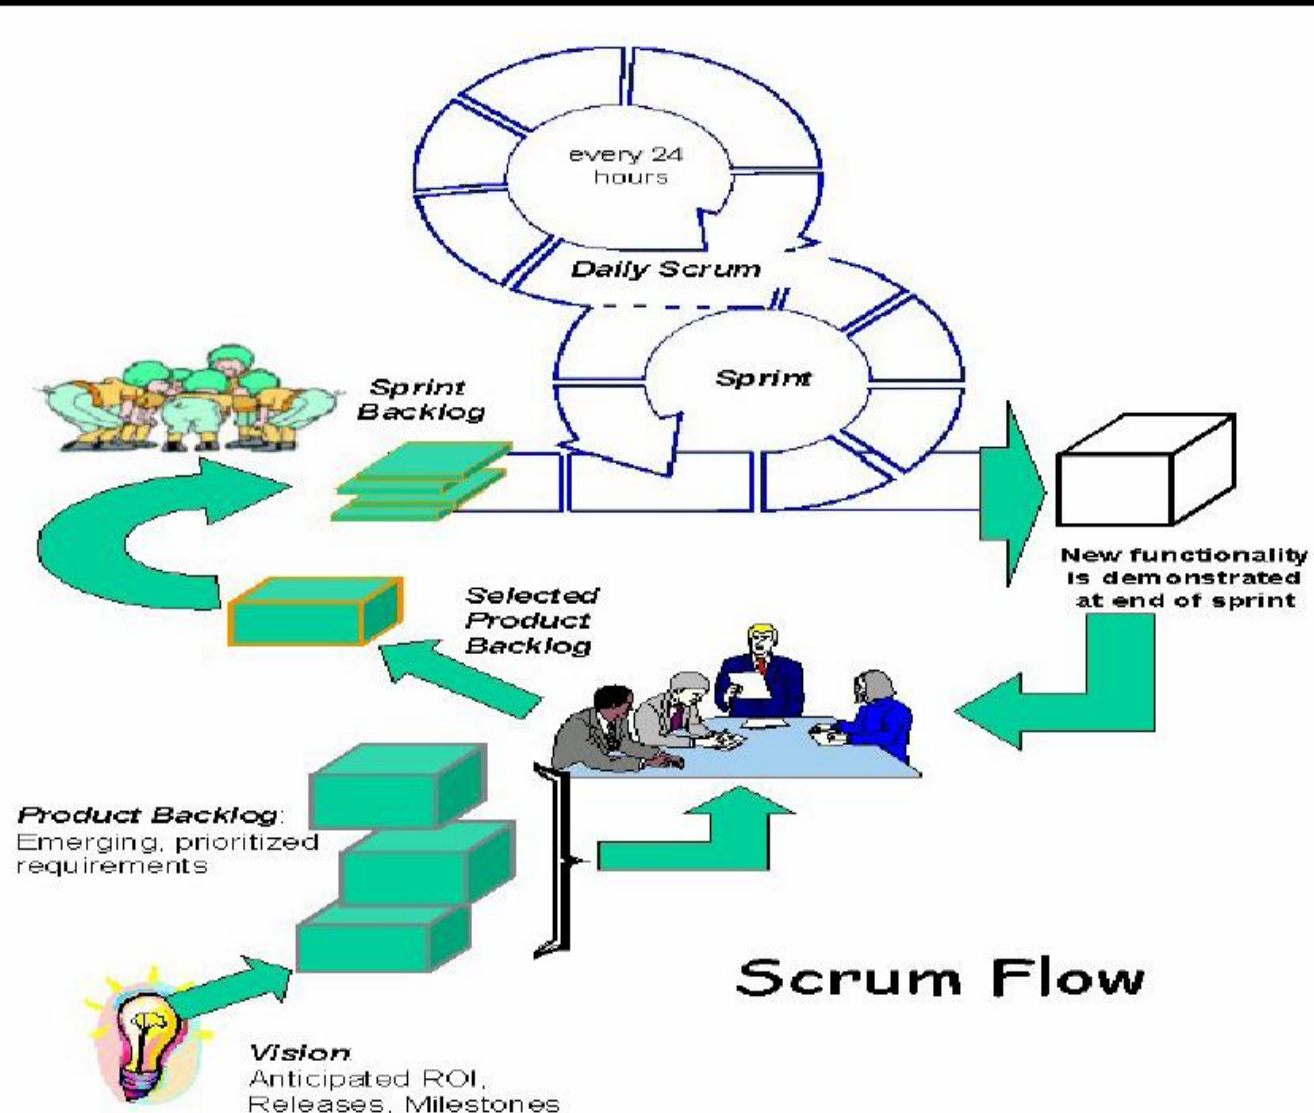 every 24
hours
Daily Scrum
Sprint
Sprint
Backlog
New functionality
is demonstrated
at end of sprint
Selected
Product
Backlog
Product Backlog:
Emerging, prioritized
requirements
Scrum Flow
Vision
Anticipated ROI,
Releases, Milestones